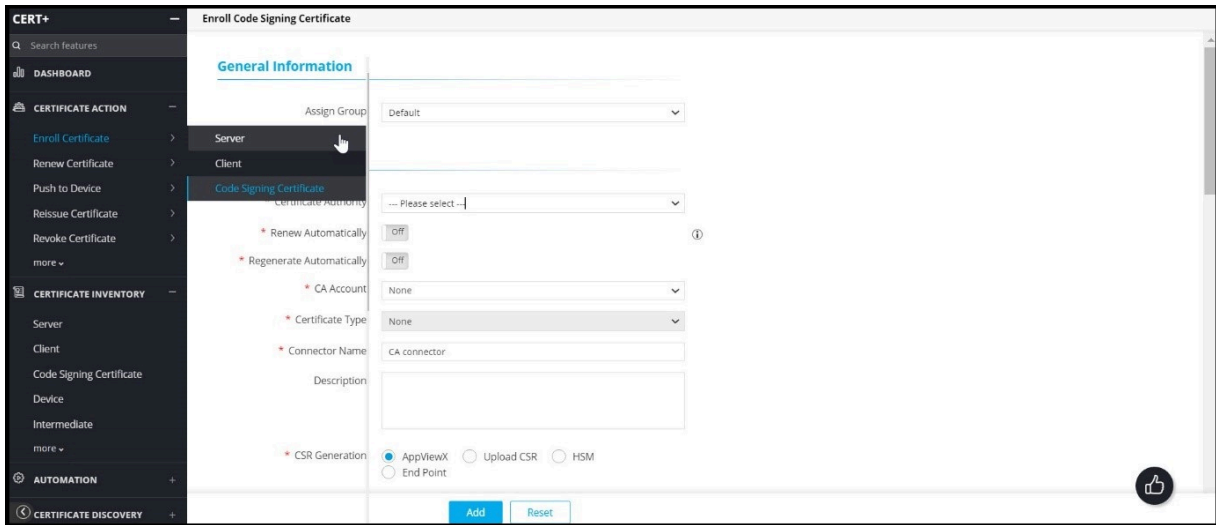 CERT+
Search features
DASHBOARD
CERTIFICATE ACTION
Enroll Certificate
Renew Certificate
Push to Device
Reissue Certificate
Revoke Certificate
more
CERTIFICATE INVENTORY
Server
Client
Code Signing Certificate
Device
Intermediate
more
AUTOMATION
CERTIFICATE DISCOVERY
Server
Client
Code Signing Certificate
Enroll Code Signing Certificate
General Information
Assign Group
Default
* Certificate Authority
--- Please select ---
* Renew Automatically
Off
* Regenerate Automatically
Off
* CA Account
None
* Certificate Type
None
* Connector Name
CA connector
Description
* CSR Generation
AppViewX Upload CSR HSM
End Point
Add Reset